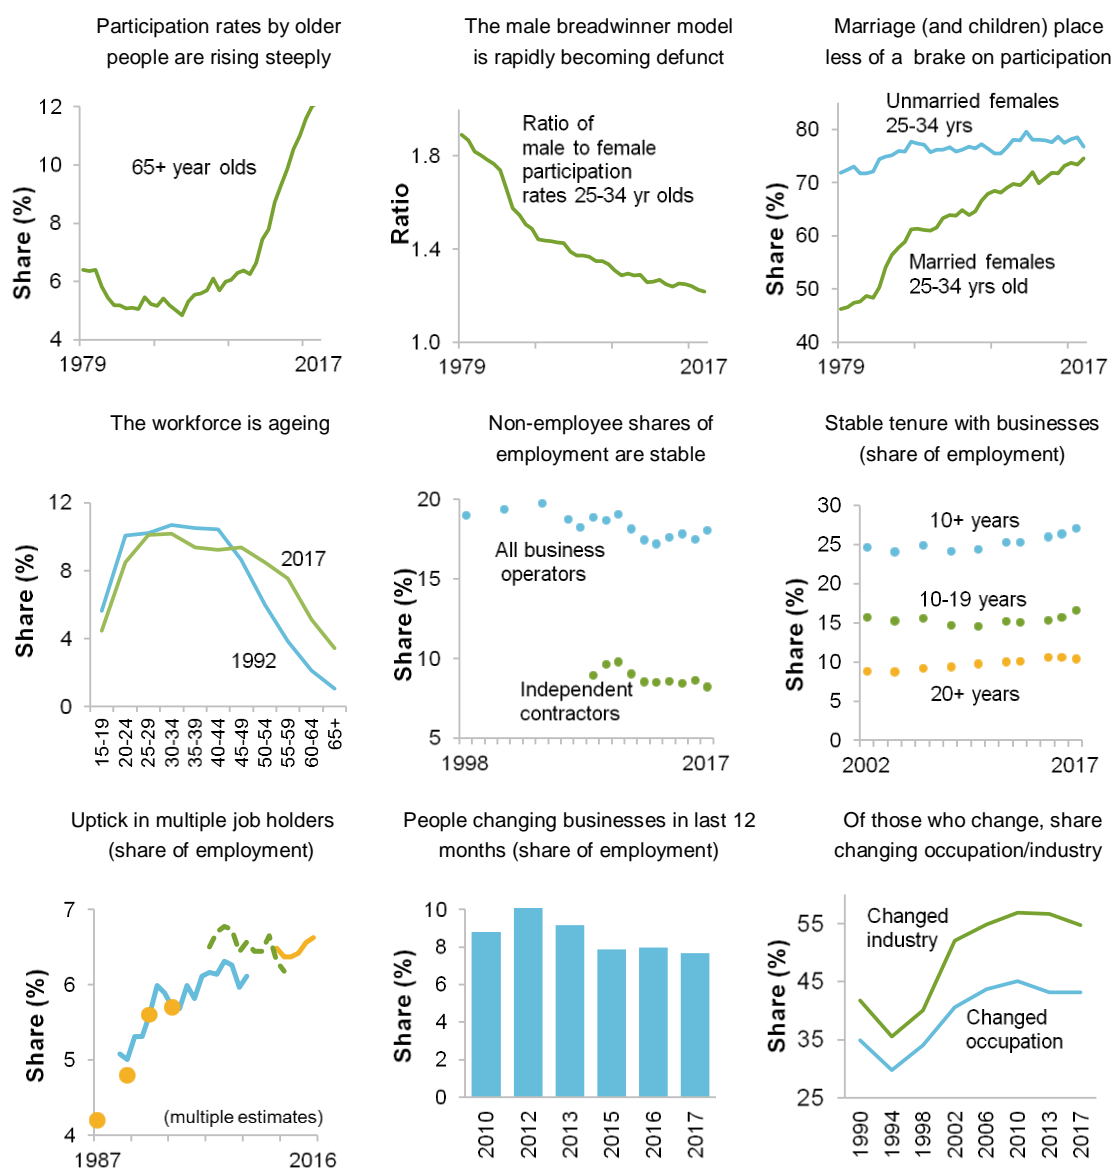 Participation rates by older
people are rising steeply
Share (%)
12
10
8
6
4
65+ year olds
1979
2017
The male breadwinner model
is rapidly becoming defunct
Ratio
1.8
1.4
1.0
Ratio of
male to female
participation
rates 25-34 yr olds
1979
2017
Marriage (and children) place
less of a brake on participation
Share (%)
80
70
60
50
40
Unmarried females
25-34 yrs
Married females
25-34 yrs old
1979
2017
The workforce is ageing
Share (%)
12
8
4
0
2017
1992
15-19
20-24
25-29
30-34
35-39
40-44
45-49
50-54
55-59
60-64
65+
Non-employee shares of
employment are stable
Share (%)
20
15
10
5
All business
operators
Independent
contractors
1998
2017
Stable tenure with businesses
(share of employment)
Share (%)
30
25
20
15
10
5
0
10+ years
10-19 years
20+ years
2002
2017
Uptick in multiple job holders
(share of employment)
Share (%)
7
6
5
4
(multiple estimates)
1987
2016
People changing businesses in last 12
months (share of employment)
Share (%)
10
8
6
4
2
0
2010
2012
2013
2015
2016
2017
Of those who change, share
changing occupation/industry
Share (%)
55
45
35
25
Changed
industry
Changed
occupation
1990
1994
1998
2002
2006
2010
2013
2017